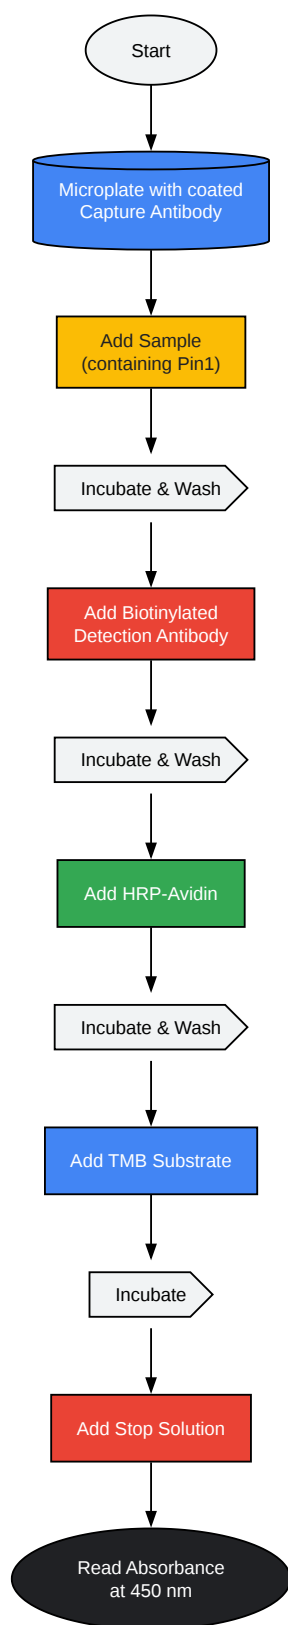 Start
Microplate with coated
Capture Antibody
Add Sample
(containing Pin1)
Incubate & Wash
Add Biotinylated
Detection Antibody
Incubate & Wash
Add HRP-Avidin
Incubate & Wash
Add TMB Substrate
Incubate
Add Stop Solution
Read Absorbance
at 450 nm